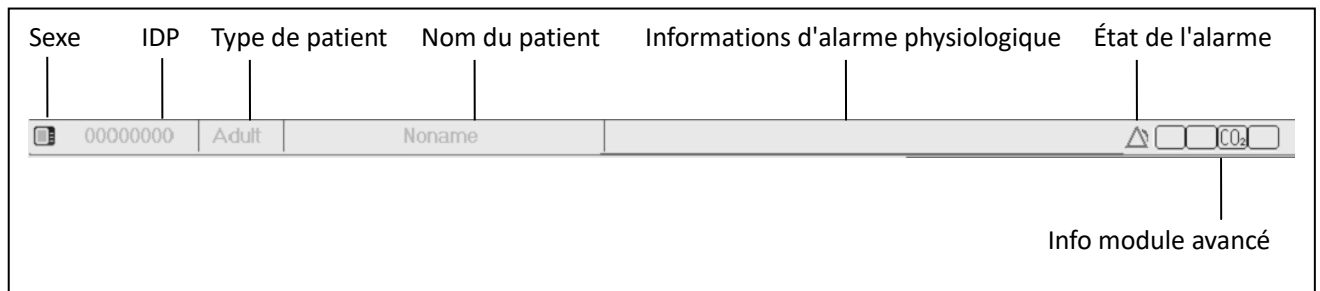 Sexe IDP Type de patient Nom du patient Informations d'alarme physiologique État de l'alarme
00000000 Adult Noname CO₂
Info module avancé